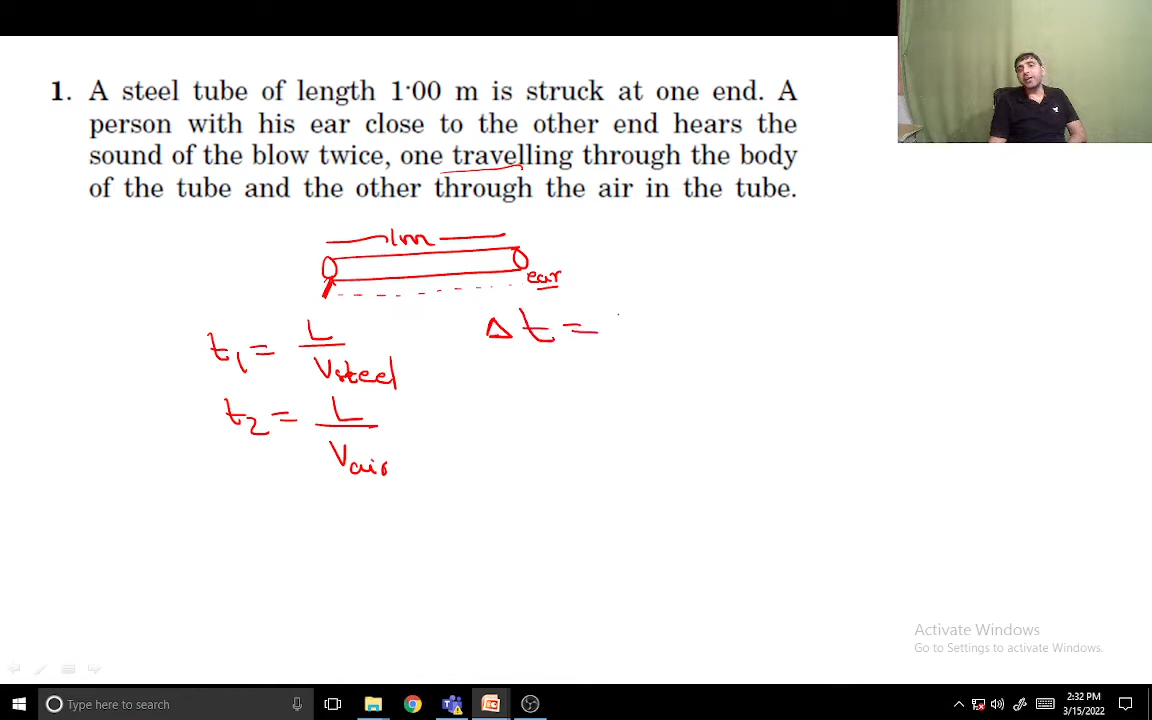 1. A steel tube of length 1·00 m is struck at one end. A
person with his ear close to the other end hears the
sound of the blow twice, one travelling through the body
of the tube and the other through the air in the tube.
1m
ear
t1 = L / Vsteel
Δt =
t2 = L / Vair
Activate Windows
Go to Settings to activate Windows.
Type here to search
2:32 PM
3/15/2022